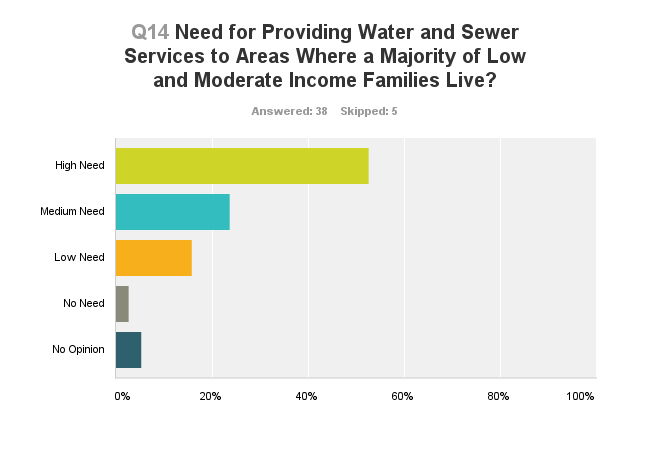 Q14 Need for Providing Water and Sewer
Services to Areas Where a Majority of Low
and Moderate Income Families Live?
Answered: 38 Skipped: 5
High Need
Medium Need
Low Need
No Need
No Opinion
0% 20% 40% 60% 80% 100%